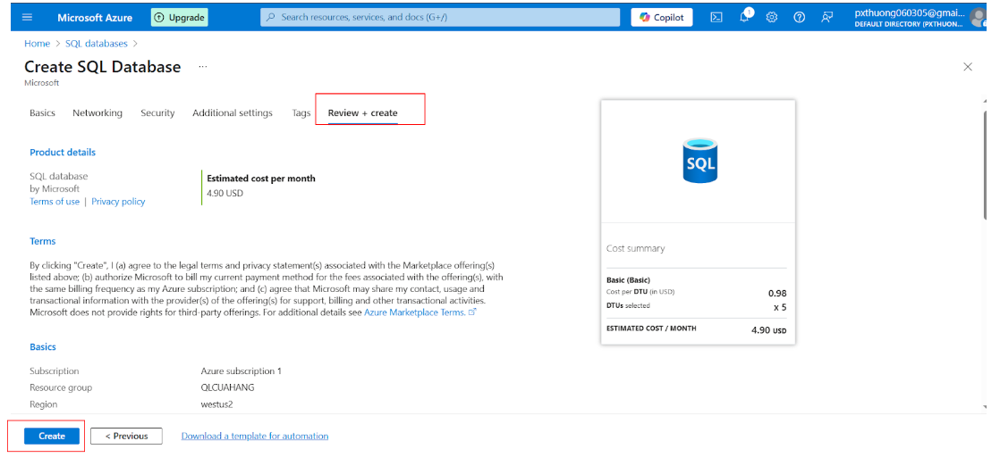 Microsoft Azure
Upgrade
Search resources, services, and docs (G+/)
Copilot
1
pxthuong060305@gmai...
DEFAULT DIRECTORY (PXTHUON...
Home > SQL databases >
Create SQL Database ...
Microsoft
Basics Networking Security Additional settings Tags Review + create
Product details
SQL database
by Microsoft
Terms of use | Privacy policy
Estimated cost per month
4.90 USD
Terms
By clicking "Create", I (a) agree to the legal terms and privacy statement(s) associated with the Marketplace offering(s)
listed above; (b) authorize Microsoft to bill my current payment method for the fees associated with the offering(s), with
the same billing frequency as my Azure subscription; and (c) agree that Microsoft may share my contact, usage and
transactional information with the provider(s) of the offering(s) for support, billing and other transactional activities.
Microsoft does not provide rights for third-party offerings. For additional details see Azure Marketplace Terms.
Basics
Subscription Azure subscription 1
Resource group QLCUAHANG
Region westus2
SQL
Cost summary
Basic (Basic)
Cost per DTU (in USD) 0.98
DTUs selected x 5
ESTIMATED COST / MONTH 4.90 USD
Create < Previous Download a template for automation